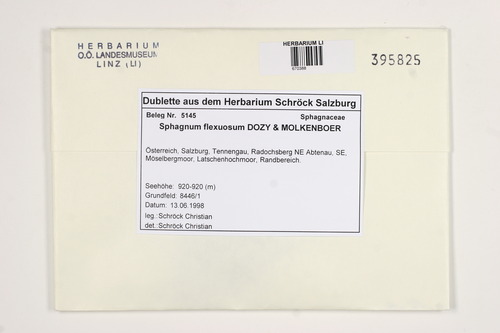 HERBARIUM
O.Ö. LANDESMUSEUM
LINZ (LI)
HERBARIUM LI
395825
Dublette aus dem Herbarium Schröck Salzburg
Beleg Nr. 5145 Sphagnaceae
Sphagnum flexuosum DOZY & MOLKENBOER
Österreich, Salzburg, Tennengau, Radochsberg NE Abtenau, SE,
Möselbergmoor, Latschenhochmoor, Randbereich.
Seehöhe: 920-920 (m)
Grundfeld: 8446/1
Datum: 13.06.1998
leg.:Schröck Christian
det.:Schröck Christian